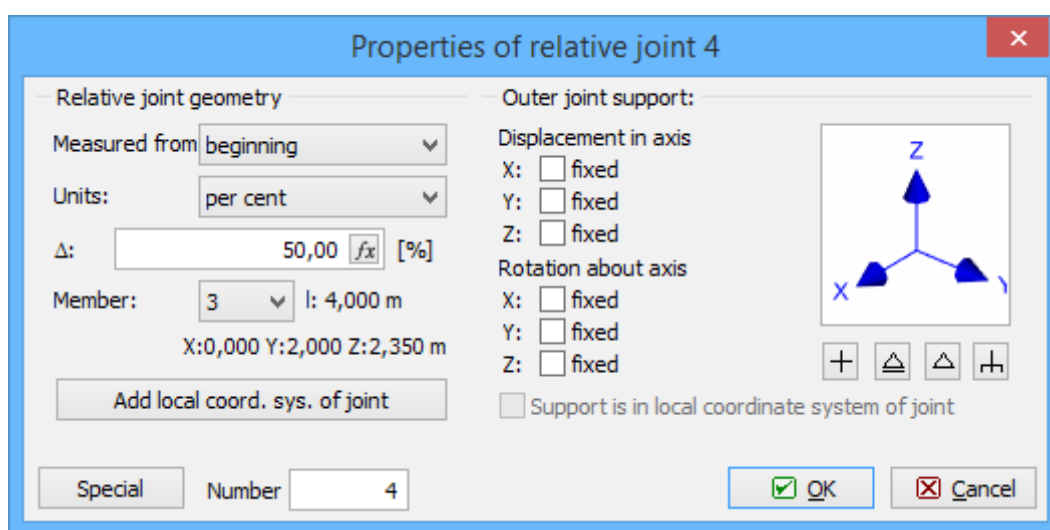 Properties of relative joint 4
Relative joint geometry
Measured from beginning
Units: per cent
Δ: 50,00 fx [%]
Member: 3 l: 4,000 m
X:0,000 Y:2,000 Z:2,350 m
Add local coord. sys. of joint
Outer joint support:
Displacement in axis
X: fixed
Y: fixed
Z: fixed
Rotation about axis
X: fixed
Y: fixed
Z: fixed
Z
X
Y
Support is in local coordinate system of joint
Special
Number 4
OK
Cancel